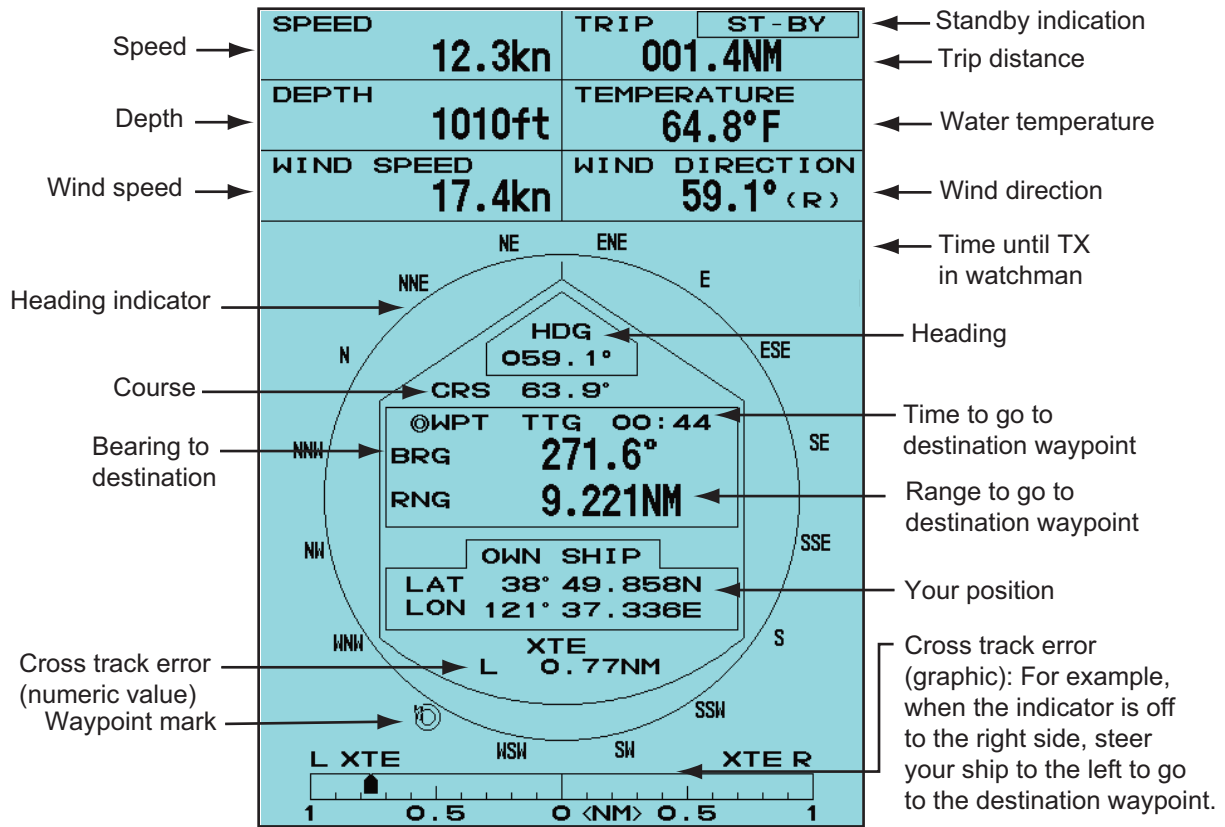 SPEED
12.3kn
TRIP
ST-BY
001.4NM
DEPTH
1010ft
TEMPERATURE
64.8°F
WIND SPEED
17.4kn
WIND DIRECTION
59.1° (R)
Speed
Depth
Wind speed
Heading indicator
Course
Bearing to
destination
Cross track error
(numeric value)
Waypoint mark
NE
ENE
NNE
E
N
ESE
NNW
SE
NW
SSE
WNW
S
W
SSW
WSW
SW
HDG
059.1°
CRS 63.9°
◎WPT TTG 00:44
BRG 271.6°
RNG 9.221NM
OWN SHIP
LAT 38° 49.858N
LON 121° 37.336E
XTE
L 0.77NM
L XTE
XTE R
1 0.5 0 <NM> 0.5 1
Standby indication
Trip distance
Water temperature
Wind direction
Time until TX
in watchman
Heading
Time to go to
destination waypoint
Range to go to
destination waypoint
Your position
Cross track error
(graphic): For example,
when the indicator is off
to the right side, steer
your ship to the left to go
to the destination waypoint.